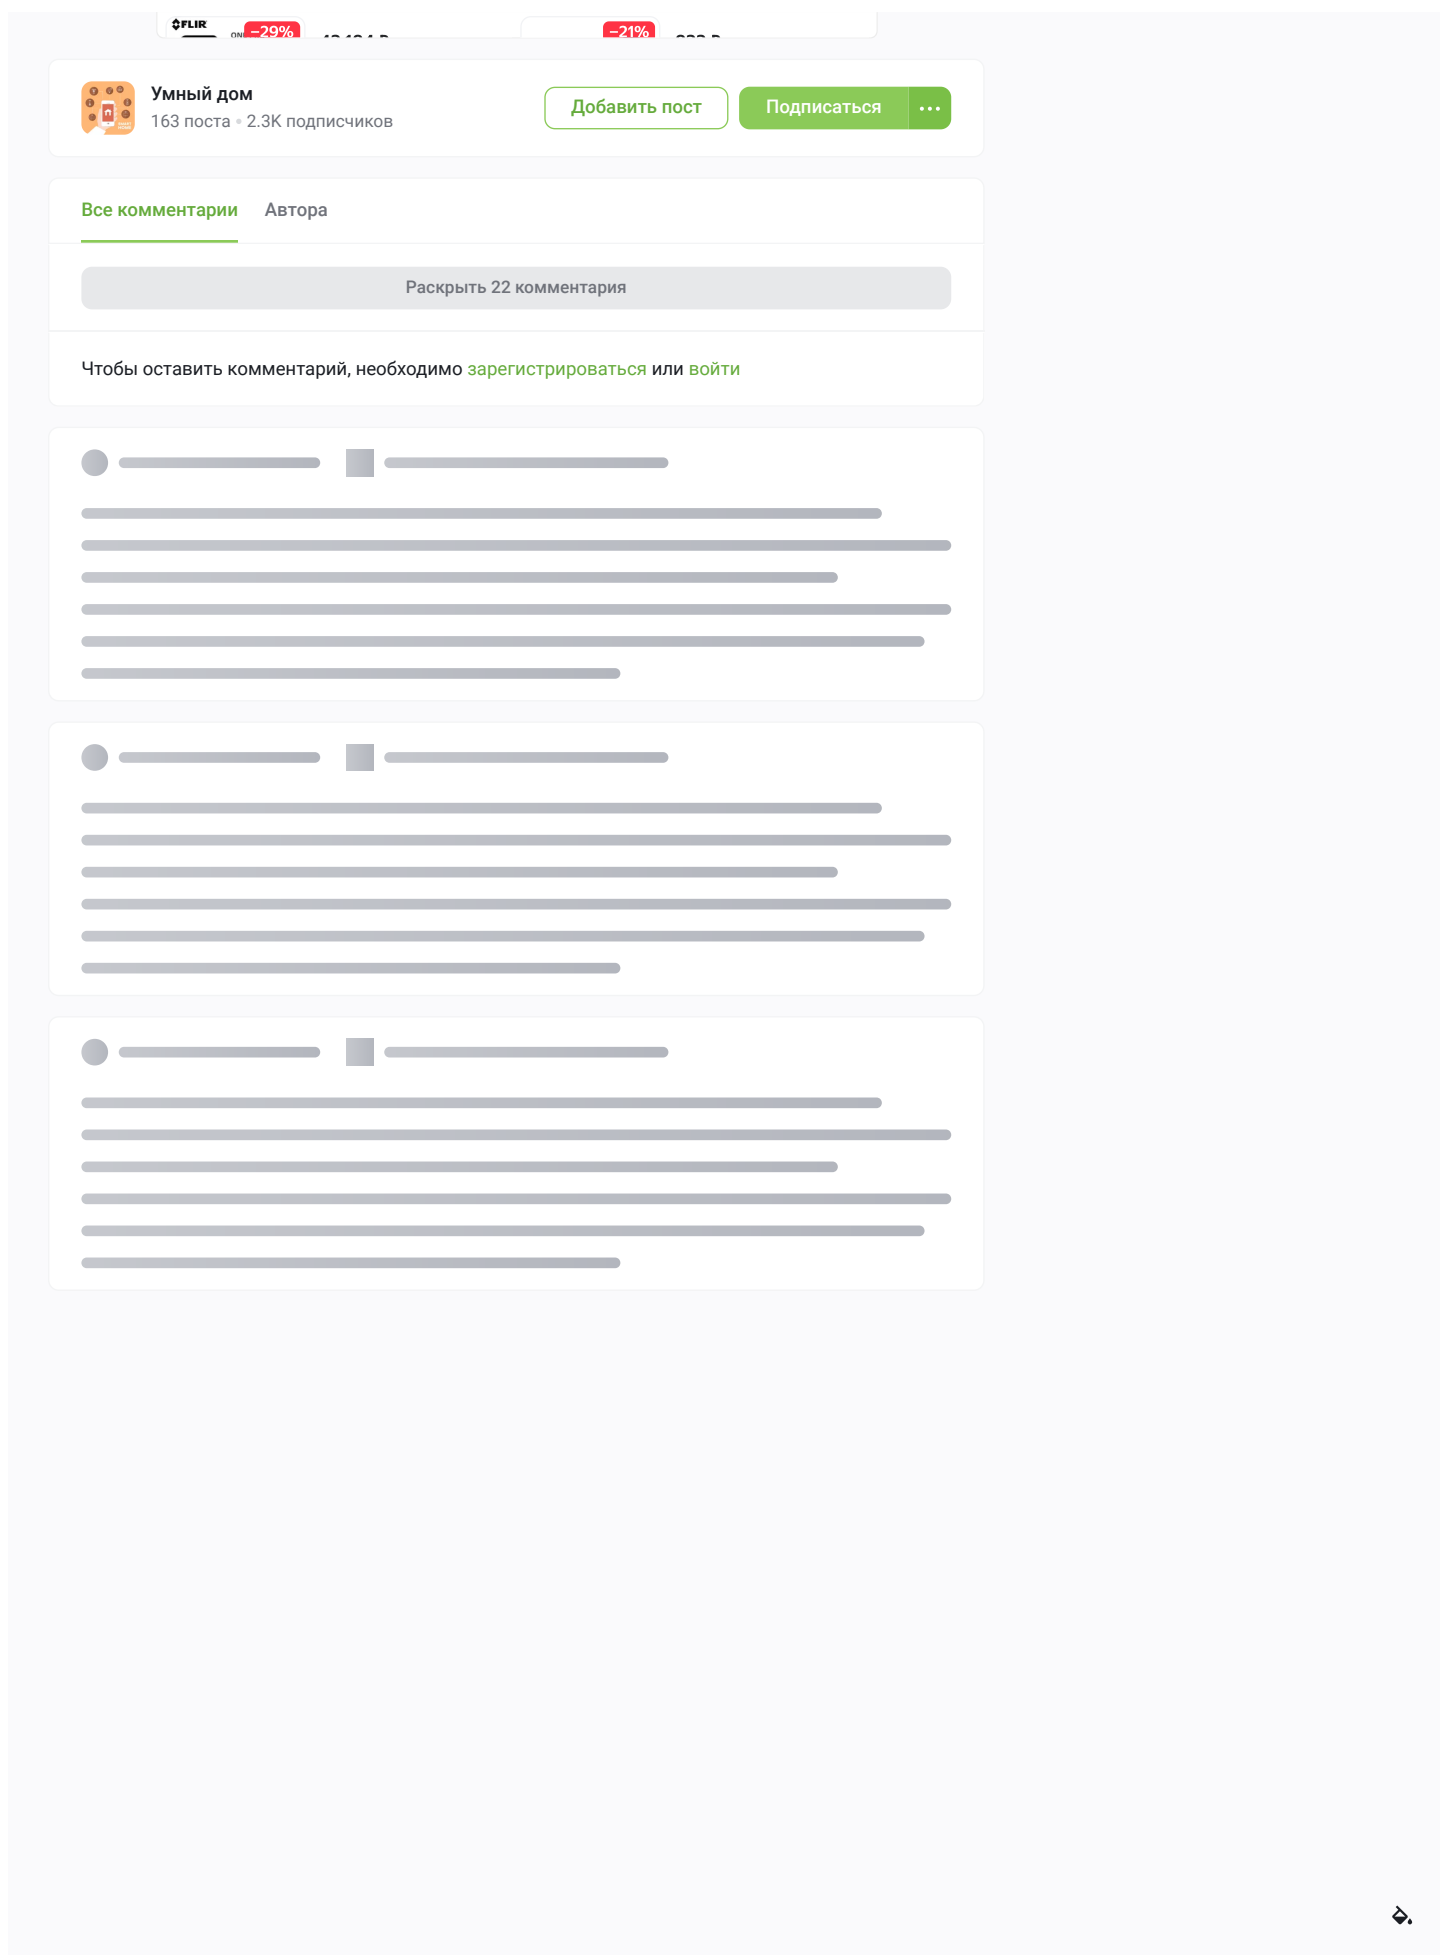 FLIR
−29%
−21%
Умный дом
163 поста • 2.3K подписчиков
Добавить пост
Подписаться
Все комментарии
Автора
Раскрыть 22 комментария
Чтобы оставить комментарий, необходимо зарегистрироваться или войти